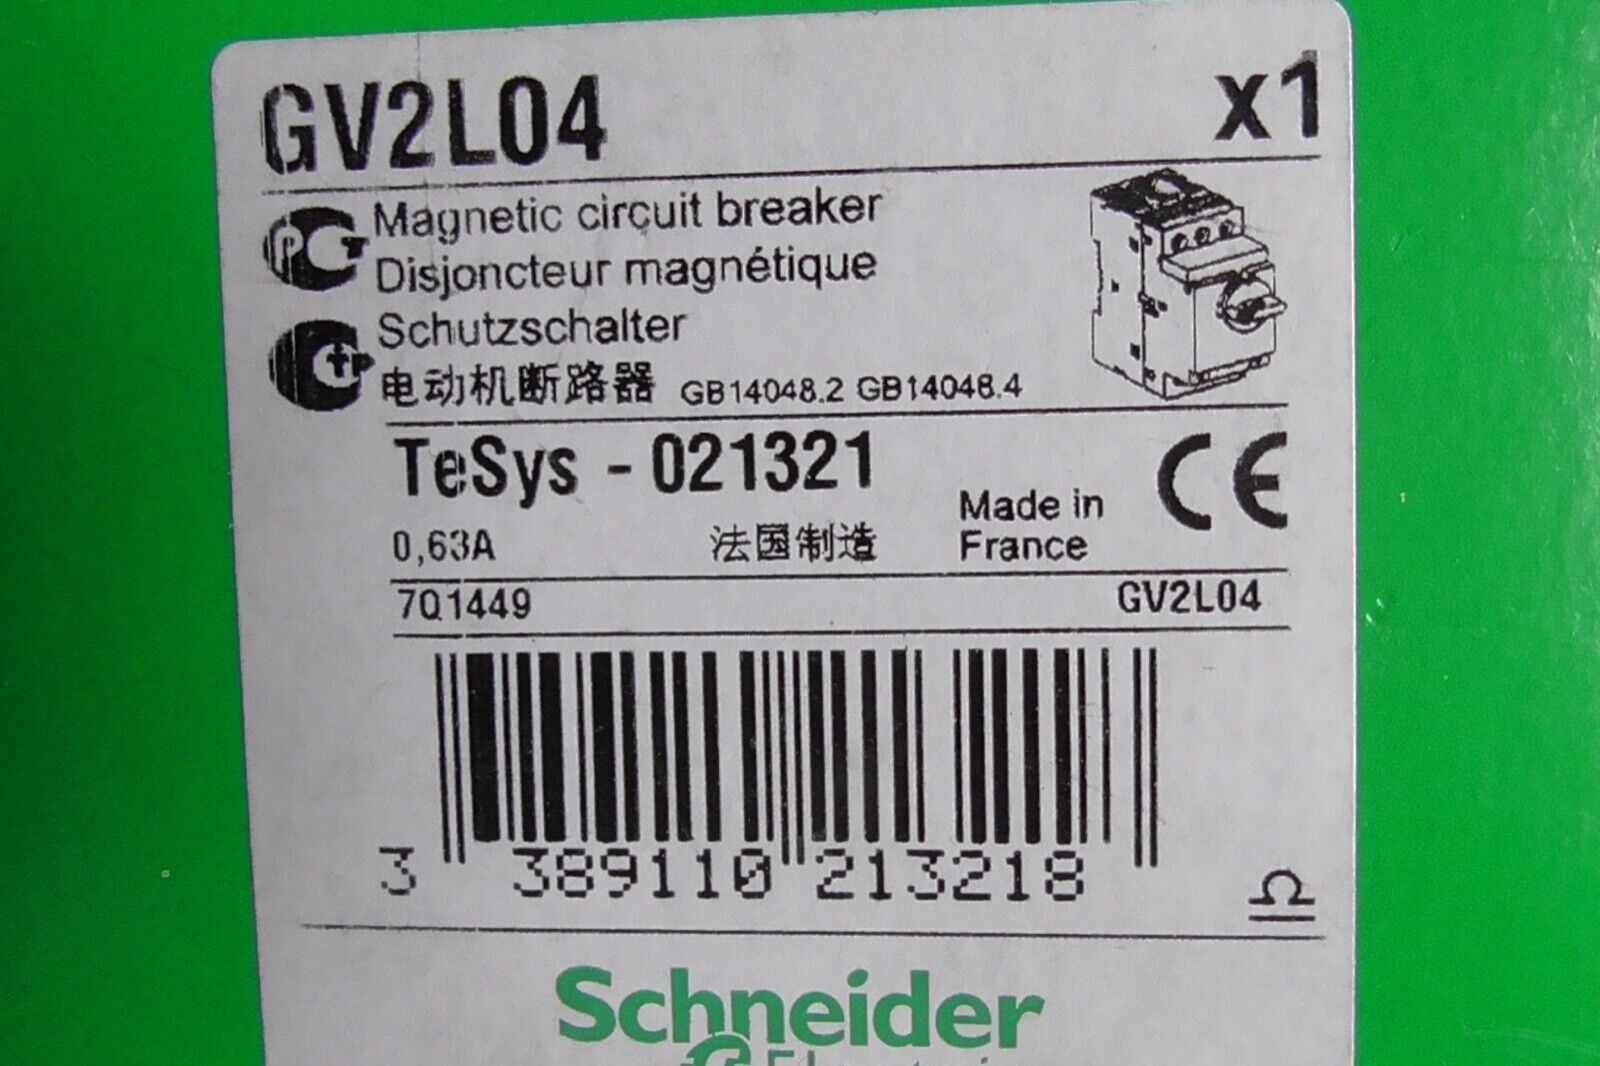 GV2L04 x1
Magnetic circuit breaker
Disjoncteur magnétique
Schutzschalter
电动机断路器 GB14048.2 GB14048.4
TeSys - 021321
Made in
0,63A 法国制造 France
CE
7Q1449 GV2L04
3 389110 213218
Schneider